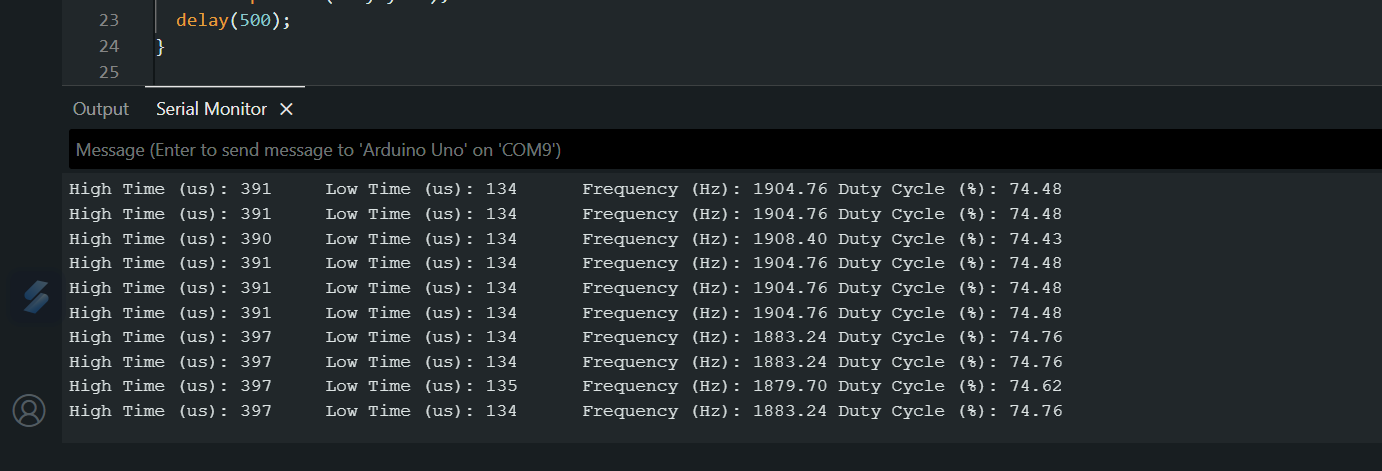 23 delay(500);
24 }
25
Output Serial Monitor ×
Message (Enter to send message to 'Arduino Uno' on 'COM9')
High Time (us): 391 Low Time (us): 134 Frequency (Hz): 1904.76 Duty Cycle (%): 74.48
High Time (us): 391 Low Time (us): 134 Frequency (Hz): 1904.76 Duty Cycle (%): 74.48
High Time (us): 390 Low Time (us): 134 Frequency (Hz): 1908.40 Duty Cycle (%): 74.43
High Time (us): 391 Low Time (us): 134 Frequency (Hz): 1904.76 Duty Cycle (%): 74.48
High Time (us): 391 Low Time (us): 134 Frequency (Hz): 1904.76 Duty Cycle (%): 74.48
High Time (us): 391 Low Time (us): 134 Frequency (Hz): 1904.76 Duty Cycle (%): 74.48
High Time (us): 397 Low Time (us): 134 Frequency (Hz): 1883.24 Duty Cycle (%): 74.76
High Time (us): 397 Low Time (us): 134 Frequency (Hz): 1883.24 Duty Cycle (%): 74.76
High Time (us): 397 Low Time (us): 135 Frequency (Hz): 1879.70 Duty Cycle (%): 74.62
High Time (us): 397 Low Time (us): 134 Frequency (Hz): 1883.24 Duty Cycle (%): 74.76